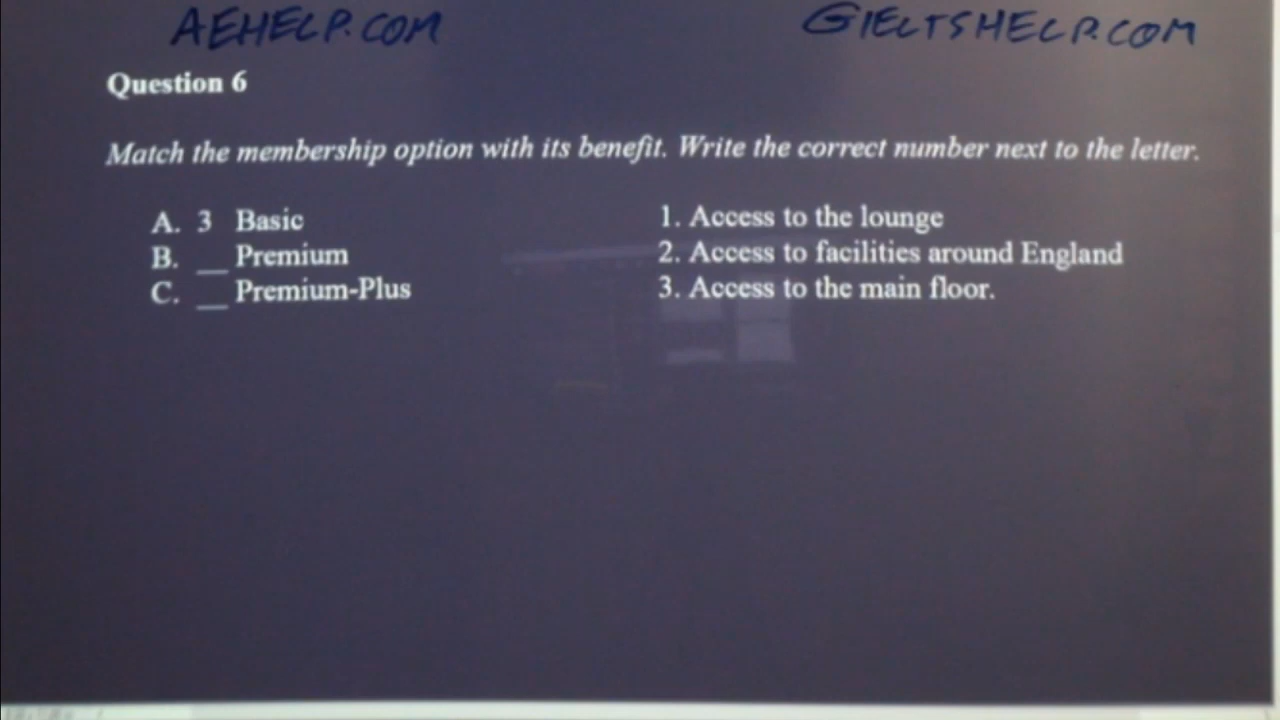 AEHELP.COM GIELTSHELP.COM
Question 6
Match the membership option with its benefit. Write the correct number next to the letter.
A. 3 Basic
B. __ Premium
C. __ Premium-Plus
1. Access to the lounge
2. Access to facilities around England
3. Access to the main floor.